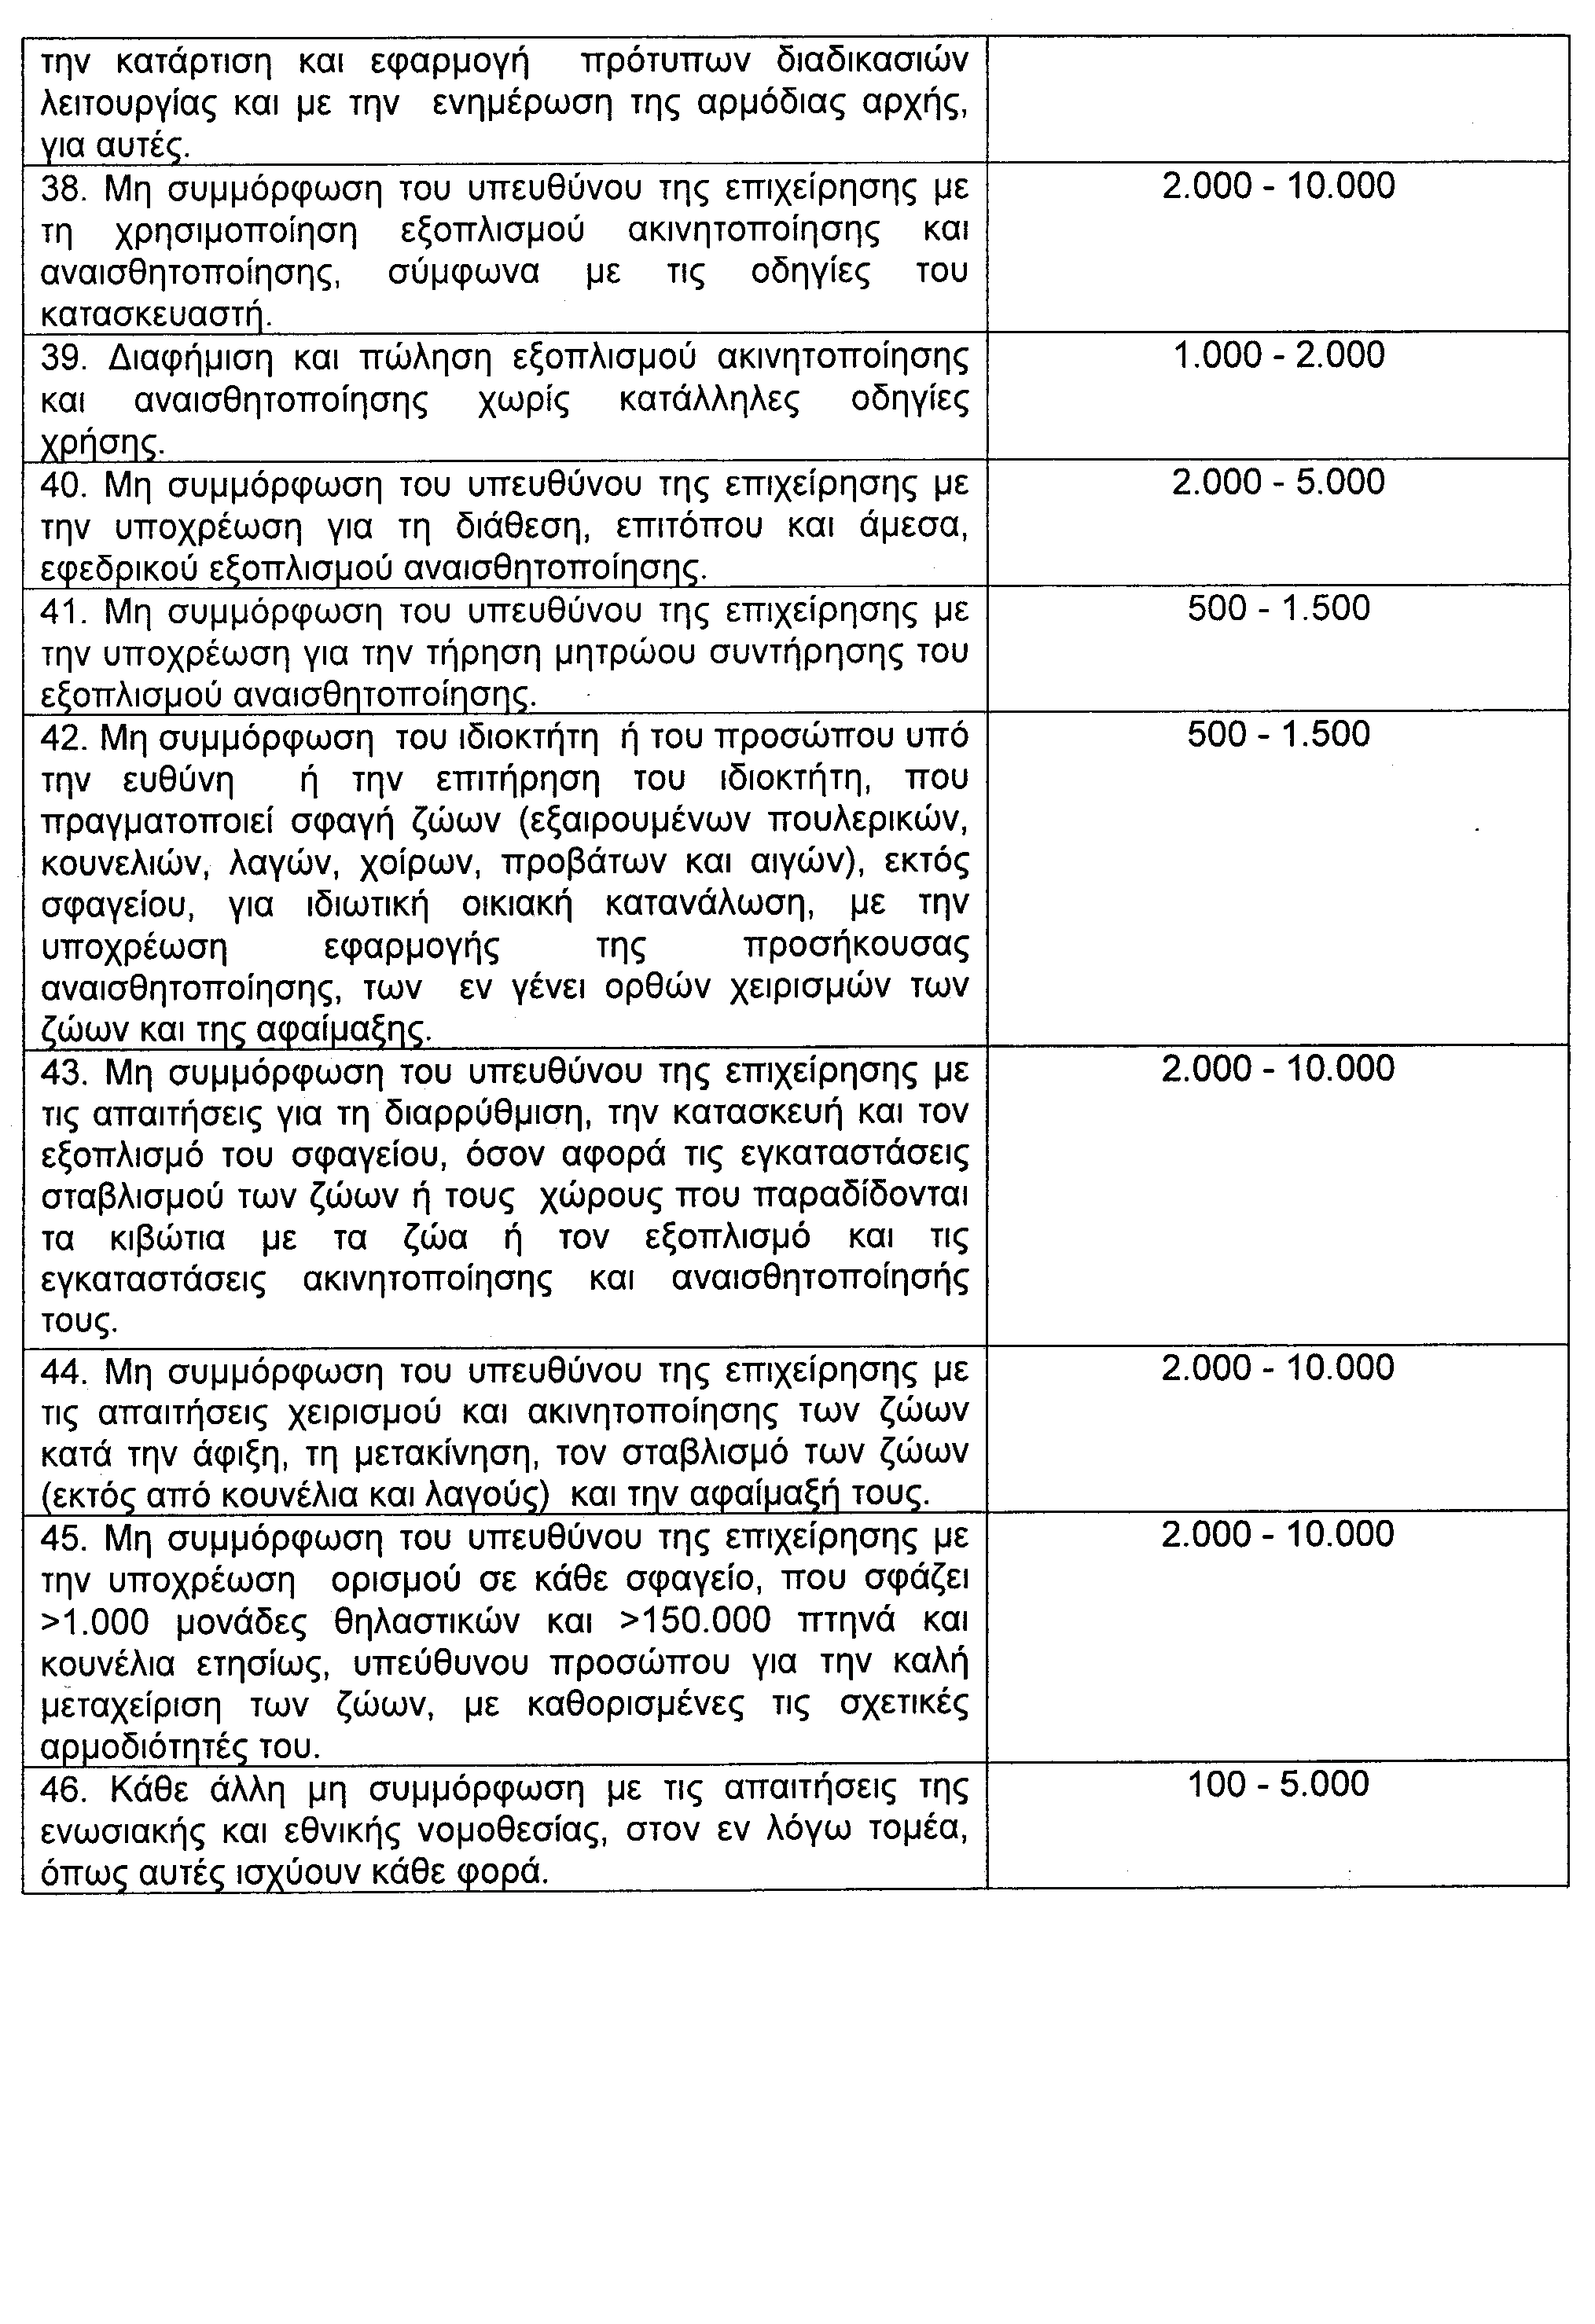 την κατάρτιση και εφαρμογή πρότυπων διαδικασιών
λειτουργίας και με την ενημέρωση της αρμόδιας αρχής,
για αυτές.
38. Μη συμμόρφωση του υπευθύνου της επιχείρησης με
2.000 - 10.000
τη χρησιμοποίηση εξοπλισμού ακινητοποίησης και
αναισθητοποίησης, σύμφωνα με τις οδηγίες του
κατασκευαστή.
39. Διαφήμιση και πώληση εξοπλισμού ακινητοποίησης
1.000 - 2.000
και αναισθητοποίησης χωρίς κατάλληλες οδηγίες
χρήσης.
40. Μη συμμόρφωση του υπευθύνου της επιχείρησης με
2.000 - 5.000
την υποχρέωση για τη διάθεση, επιτόπου και άμεσα,
εφεδρικού εξοπλισμού αναισθητοποίησης.
41. Μη συμμόρφωση του υπευθύνου της επιχείρησης με
500 - 1.500
την υποχρέωση για την τήρηση μητρώου συντήρησης του
εξοπλισμού αναισθητοποίησης.
42. Μη συμμόρφωση του ιδιοκτήτη ή του προσώπου υπό
500 - 1.500
την ευθύνη ή την επιτήρηση του ιδιοκτήτη, που
πραγματοποιεί σφαγή ζώων (εξαιρουμένων πουλερικών,
κουνελιών, λαγών, χοίρων, προβάτων και αιγών), εκτός
σφαγείου, για ιδιωτική οικιακή κατανάλωση, με την
υποχρέωση εφαρμογής της προσήκουσας
αναισθητοποίησης, των εν γένει ορθών χειρισμών των
ζώων και της αφαίμαξης.
43. Μη συμμόρφωση του υπευθύνου της επιχείρησης με
2.000 - 10.000
τις απαιτήσεις για τη διαρρύθμιση, την κατασκευή και τον
εξοπλισμό του σφαγείου, όσον αφορά τις εγκαταστάσεις
σταβλισμού των ζώων ή τους χώρους που παραδίδονται
τα κιβώτια με τα ζώα ή τον εξοπλισμό και τις
εγκαταστάσεις ακινητοποίησης και αναισθητοποίησής
τους.
44. Μη συμμόρφωση του υπευθύνου της επιχείρησης με
2.000 - 10.000
τις απαιτήσεις χειρισμού και ακινητοποίησης των ζώων
κατά την άφιξη, τη μετακίνηση, τον σταβλισμό των ζώων
(εκτός από κουνέλια και λαγούς) και την αφαίμαξή τους.
45. Μη συμμόρφωση του υπευθύνου της επιχείρησης με
2.000 - 10.000
την υποχρέωση ορισμού σε κάθε σφαγείο, που σφάζει
>1.000 μονάδες θηλαστικών και >150.000 πτηνά και
κουνέλια ετησίως, υπεύθυνου προσώπου για την καλή
μεταχείριση των ζώων, με καθορισμένες τις σχετικές
αρμοδιότητές του.
46. Κάθε άλλη μη συμμόρφωση με τις απαιτήσεις της
100 - 5.000
ενωσιακής και εθνικής νομοθεσίας, στον εν λόγω τομέα,
όπως αυτές ισχύουν κάθε φορά.